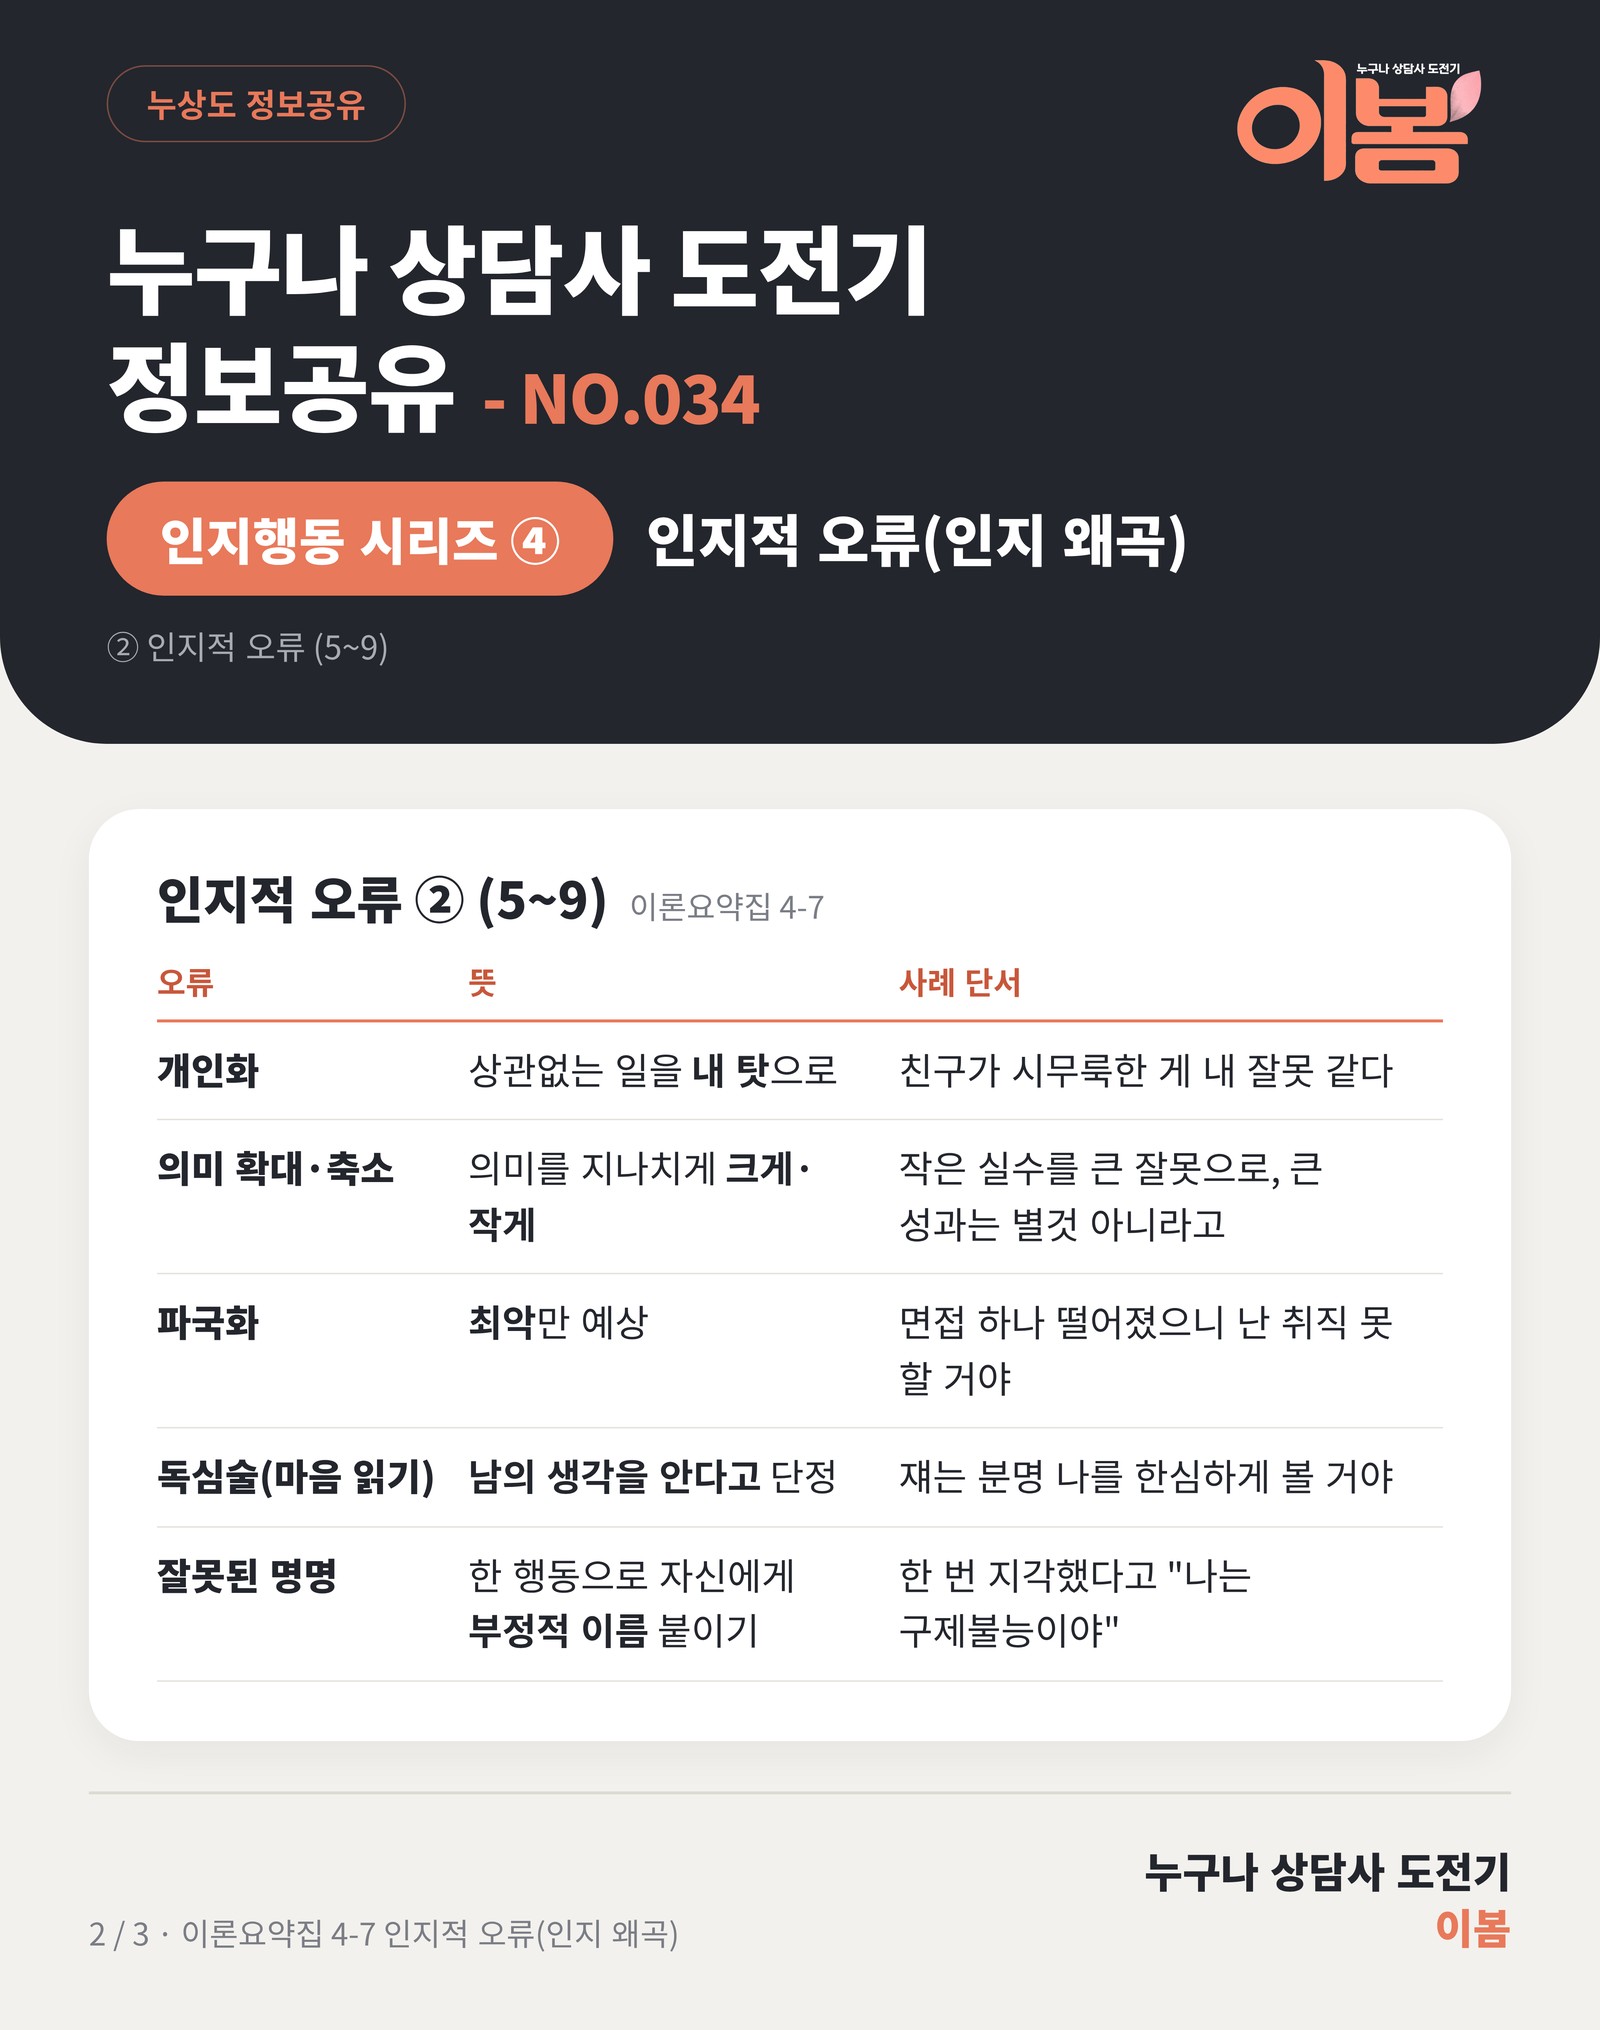 누상도 정보공유
누구나 상담사 도전기
이봄
누구나 상담사 도전기
정보공유 - NO.034
인지행동 시리즈 ④ 인지적 오류(인지 왜곡)
② 인지적 오류 (5~9)
인지적 오류 ② (5~9) 이론요약집 4-7
오류 뜻 사례 단서
개인화 상관없는 일을 내 탓으로 친구가 시무룩한 게 내 잘못 같다
의미 확대·축소 의미를 지나치게 크게· 작은 실수를 큰 잘못으로, 큰
작게 성과는 별것 아니라고
파국화 최악만 예상 면접 하나 떨어졌으니 난 취직 못
할 거야
독심술(마음 읽기) 남의 생각을 안다고 단정 쟤는 분명 나를 한심하게 볼 거야
잘못된 명명 한 행동으로 자신에게 한 번 지각했다고 "나는
부정적 이름 붙이기 구제불능이야"
누구나 상담사 도전기
2 / 3 · 이론요약집 4-7 인지적 오류(인지 왜곡) 이봄